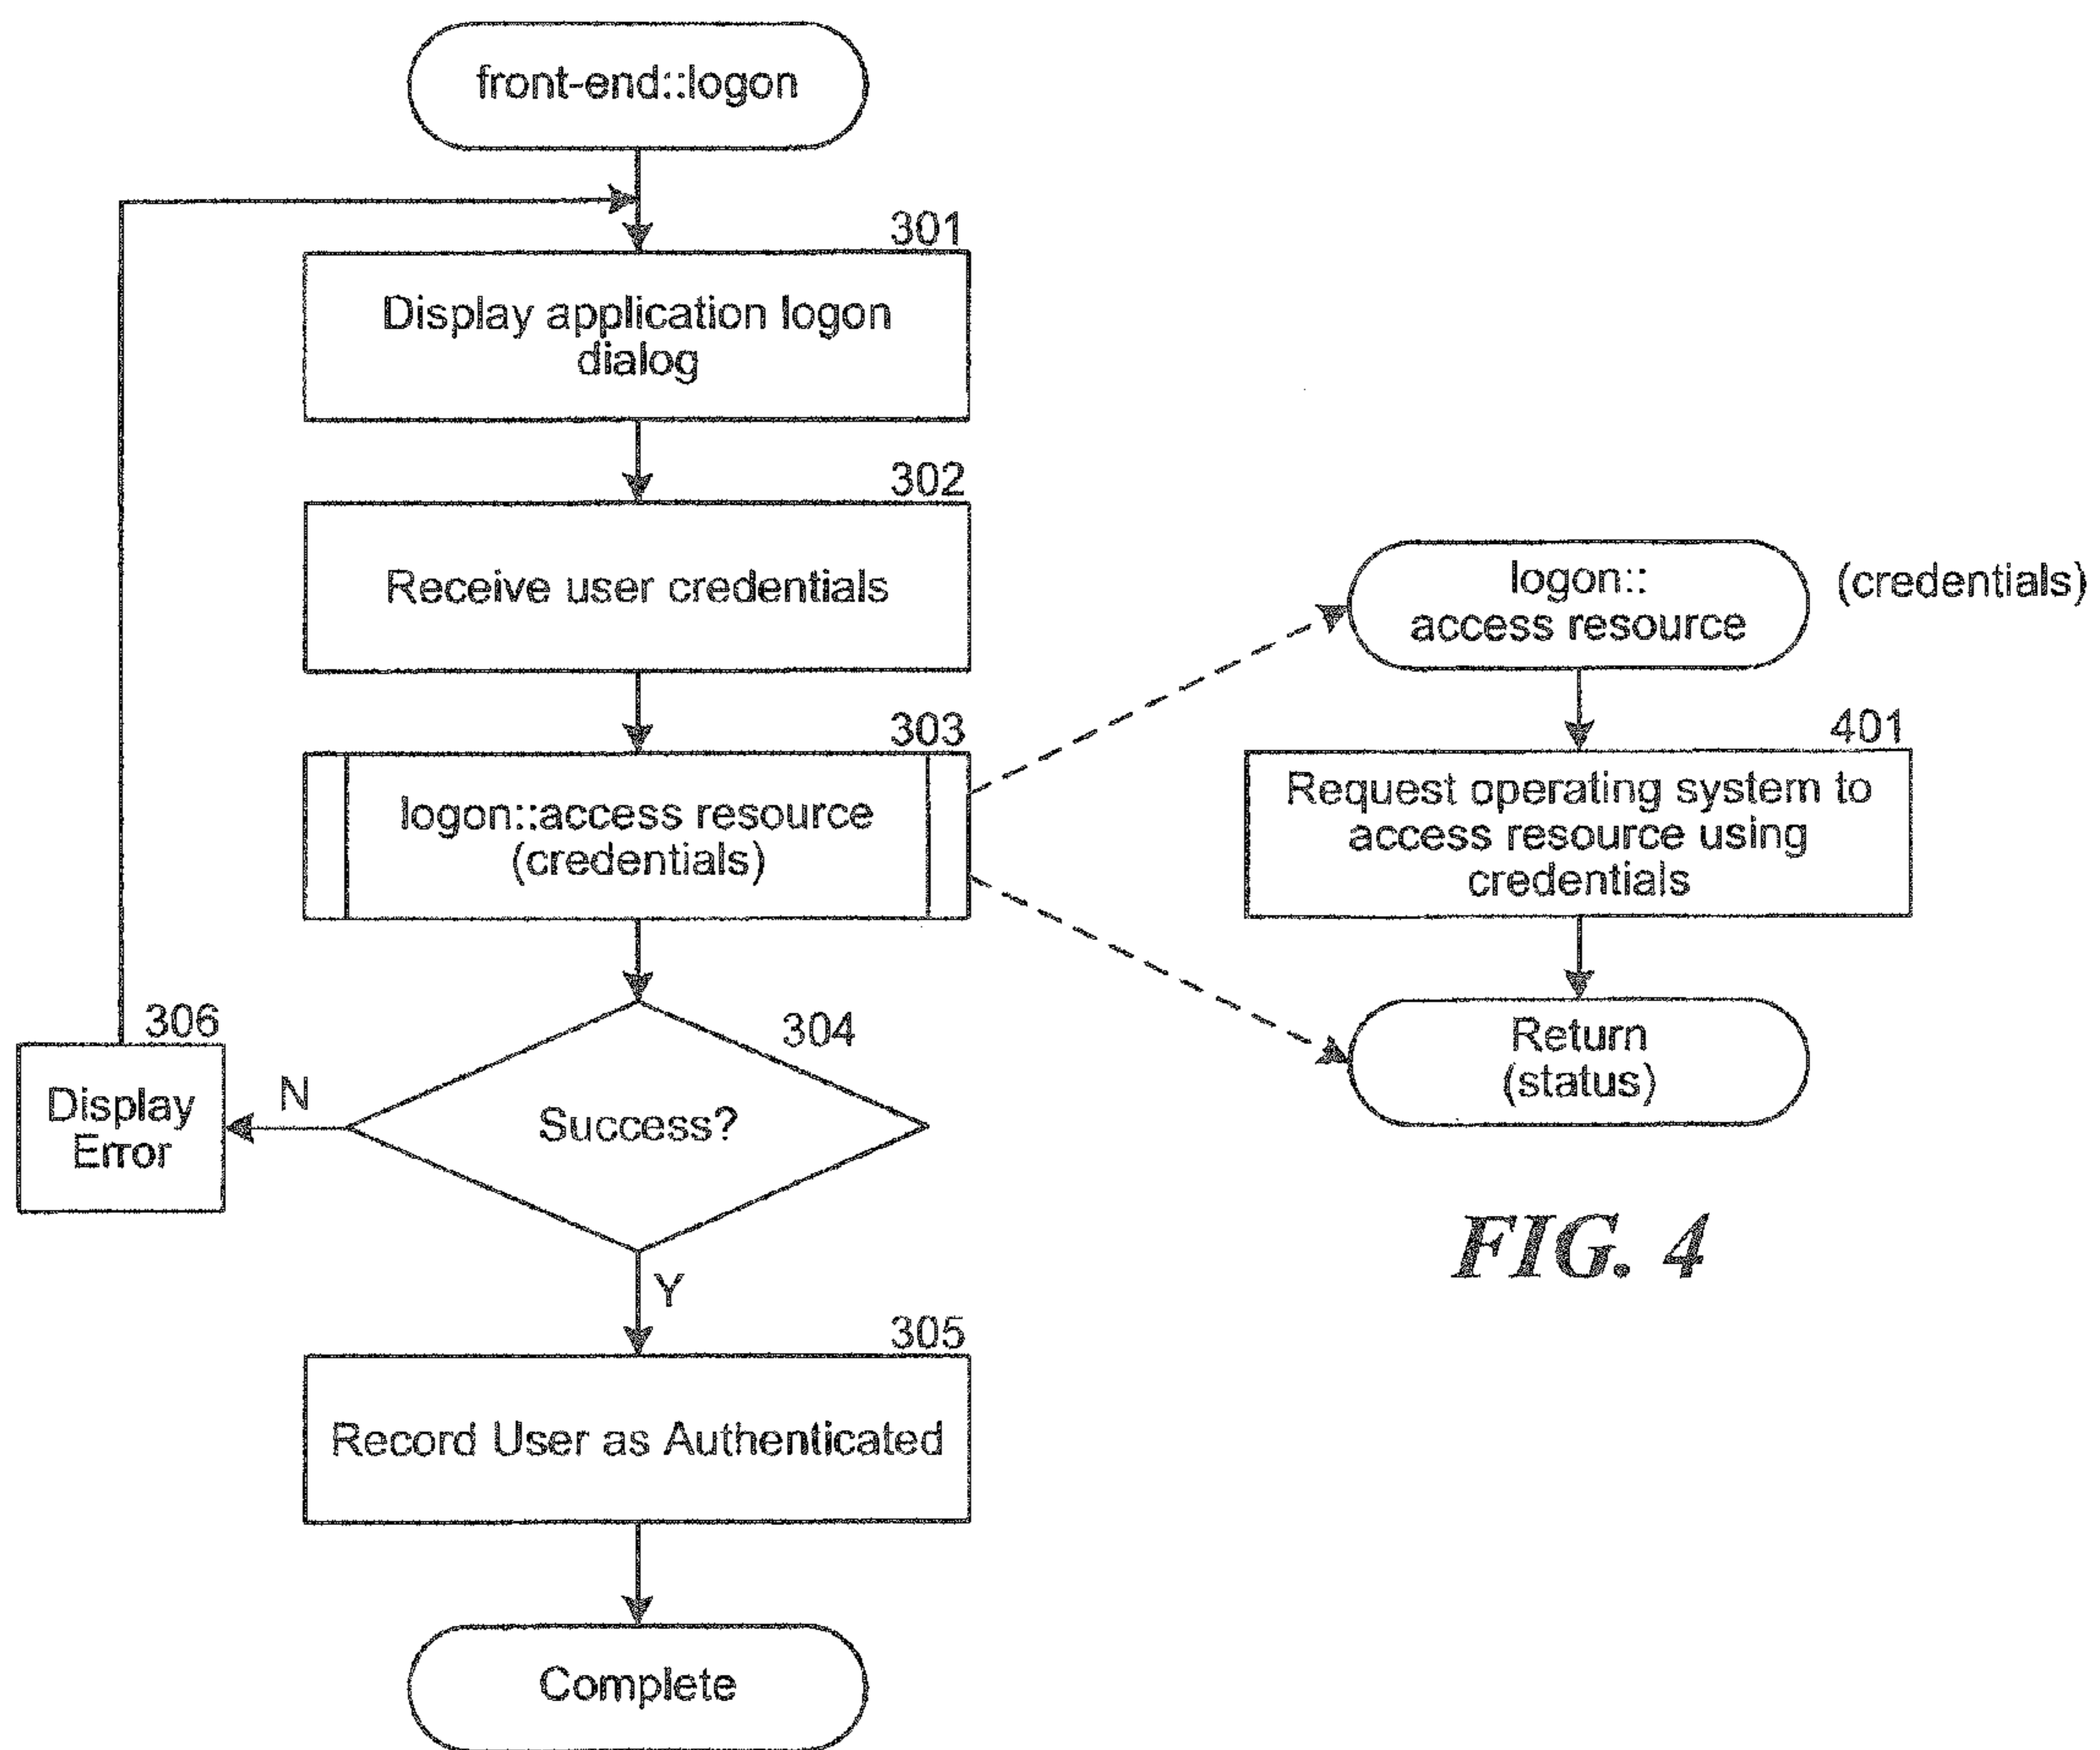 front-end::logon
301
Display application logon
dialog
302
Receive user credentials
303
logon::access resource
(credentials)
304
Success?
N
306
Display
Error
Y
305
Record User as Authenticated
Complete
logon::
access resource
(credentials)
401
Request operating system to
access resource using
credentials
Return
(status)
FIG. 4